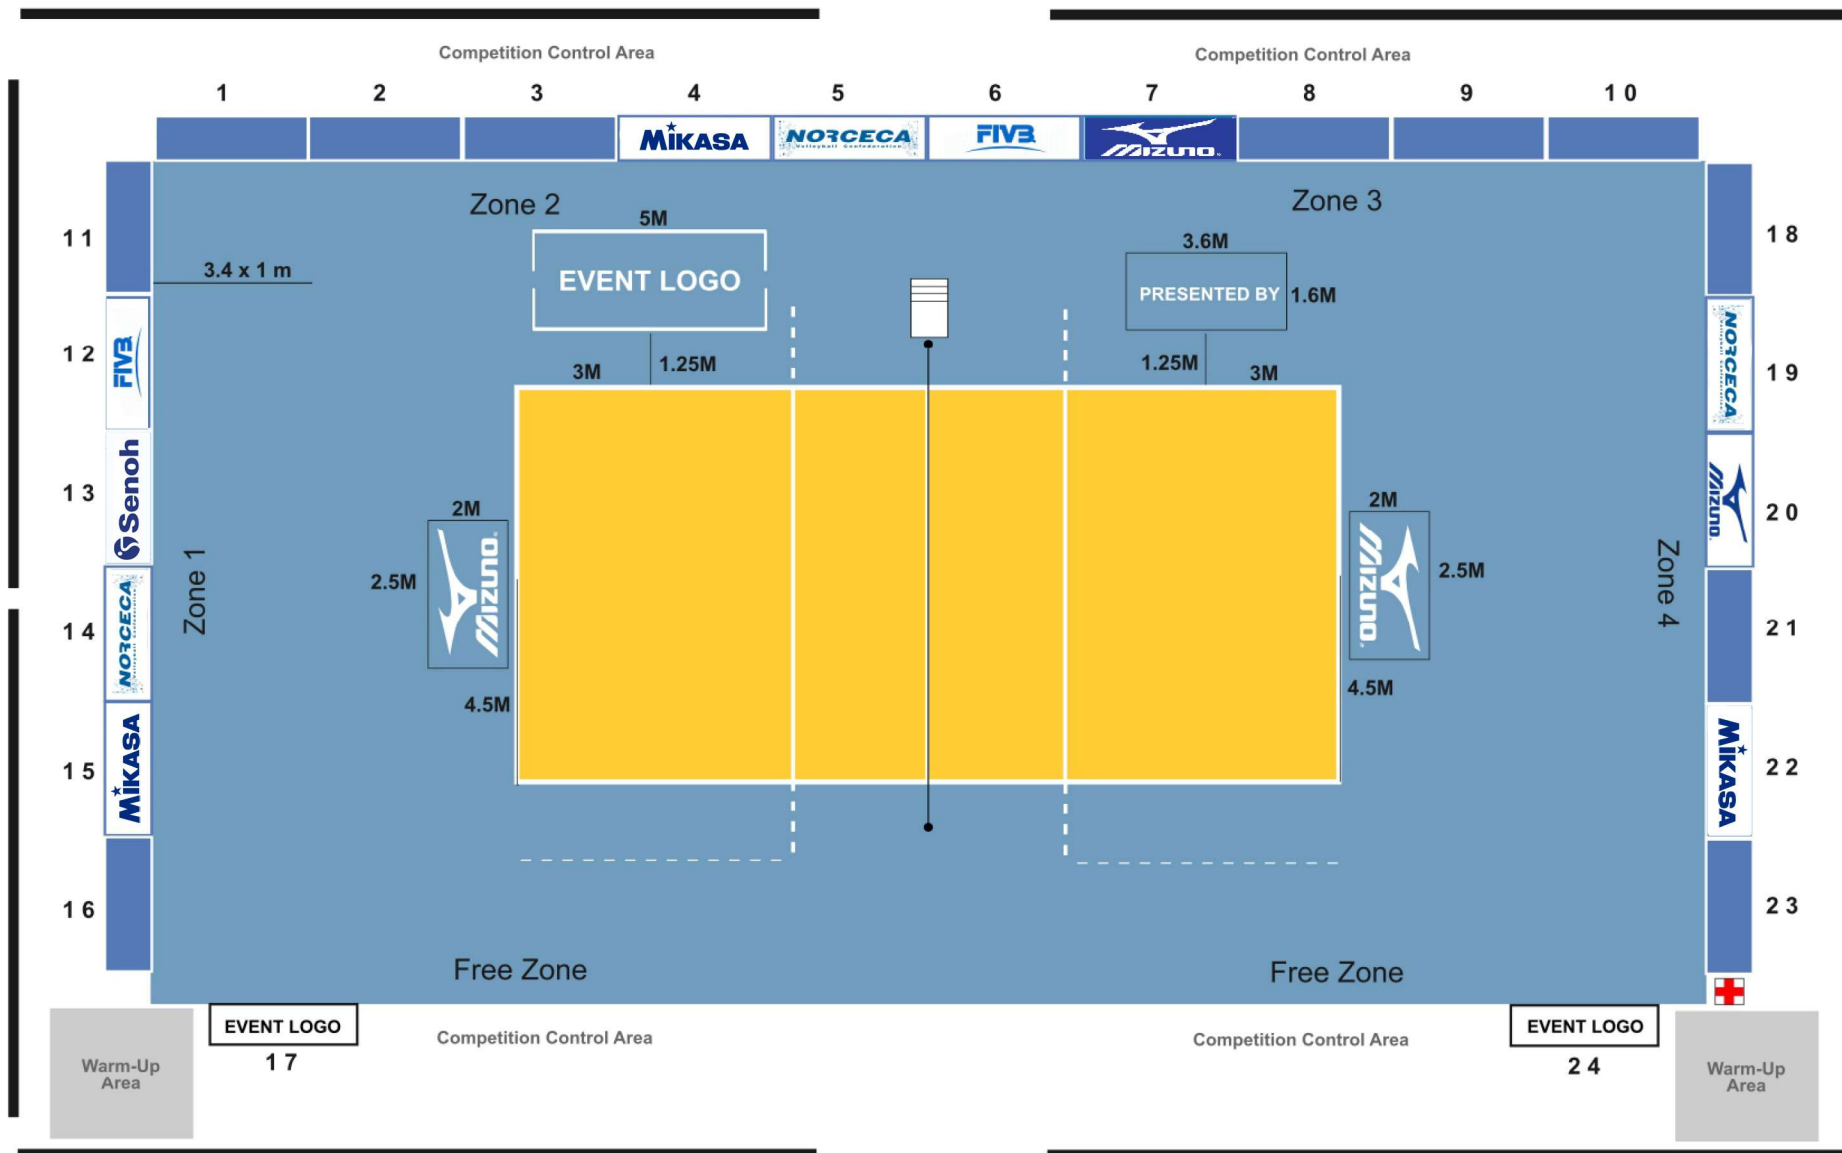 Competition Control Area
Competition Control Area
1 2 3 4 5 6 7 8 9 10
MiKASA
NORCECA
Volleyball Confederation
FIVB
MIZUNO
Zone 2
Zone 3
5M
3.6M
11
18
3.4 x 1 m
EVENT LOGO
PRESENTED BY
1.6M
12
FIVB
3M
1.25M
1.25M
3M
NORCECA
19
13
Senoh
2M
2M
MIZUNO
20
Zone 1
2.5M
MIZUNO
MIZUNO
2.5M
Zone 4
14
NORCECA
21
4.5M
4.5M
15
MiKASA
MiKASA
22
16
23
Free Zone
Free Zone
EVENT LOGO
17
Competition Control Area
Competition Control Area
EVENT LOGO
24
Warm-Up
Area
Warm-Up
Area